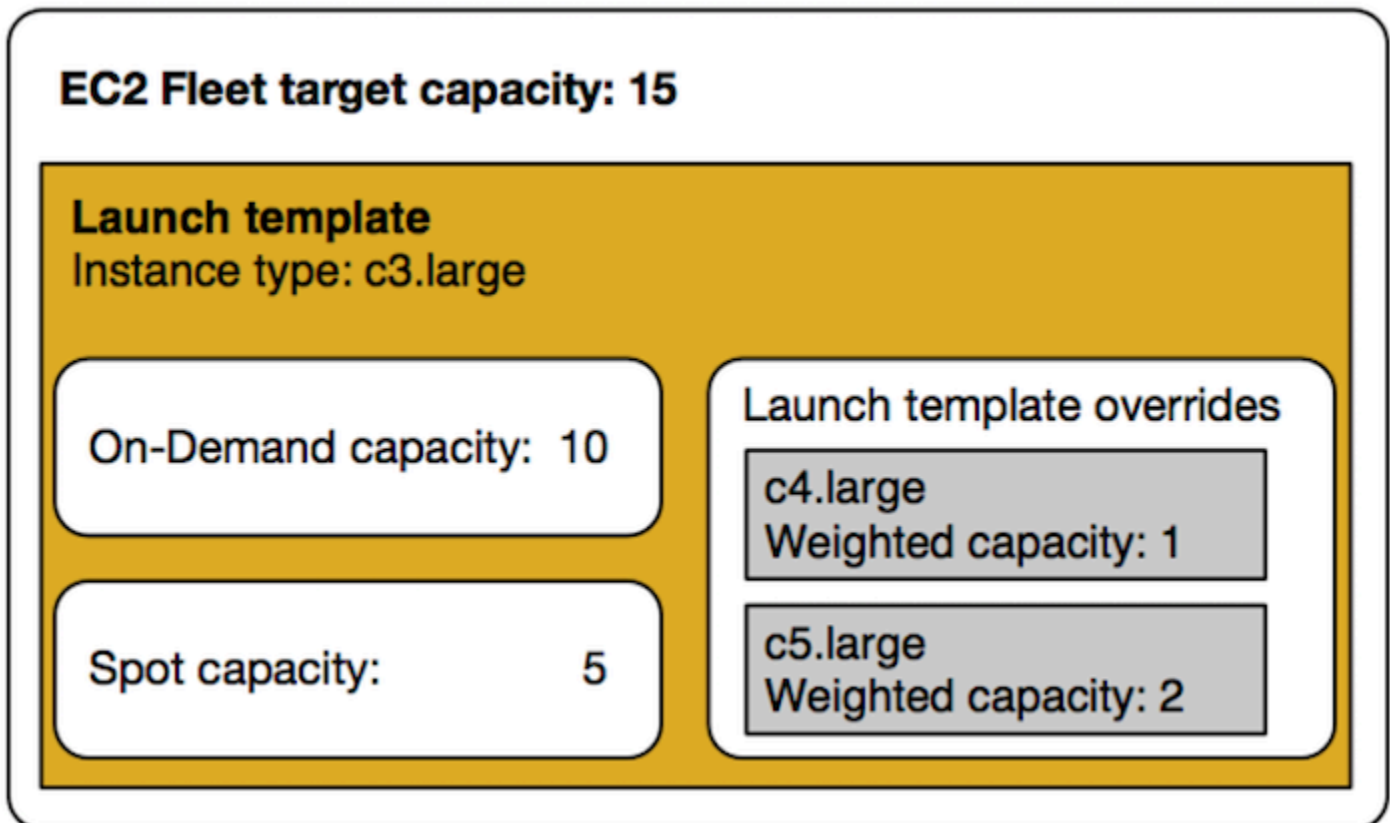 EC2 Fleet target capacity: 15
Launch template
Instance type: c3.large
On-Demand capacity: 10
Spot capacity: 5
Launch template overrides
c4.large
Weighted capacity: 1
c5.large
Weighted capacity: 2